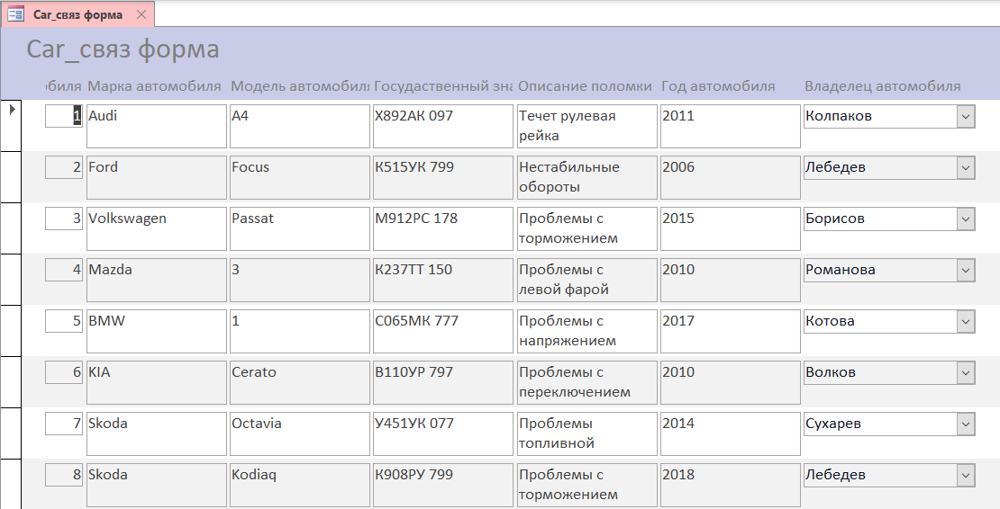 Car_связ форма
Car_связ форма
обиля Марка автомобиля Модель автомобиля Государственный зна Описание поломки Год автомобиля Владелец автомобиля
1 Audi A4 Х892АК 097 Течет рулевая 2011 Колпаков
рейка
2 Ford Focus К515УК 799 Нестабильные 2006 Лебедев
обороты
3 Volkswagen Passat М912РС 178 Проблемы с 2015 Борисов
торможением
4 Mazda 3 К237ТТ 150 Проблемы с 2010 Романова
левой фарой
5 BMW 1 С065МК 777 Проблемы с 2017 Котова
напряжением
6 KIA Cerato В110УР 797 Проблемы с 2010 Волков
переключением
7 Skoda Octavia У451УК 077 Проблемы 2014 Сухарев
топливной
8 Skoda Kodiaq К908РУ 799 Проблемы с 2018 Лебедев
торможением